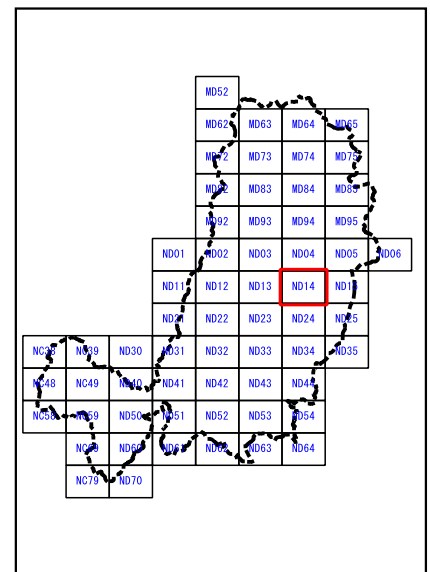 MD52
MD62 MD63 MD64 MD65
MD72 MD73 MD74 MD75
MD82 MD83 MD84 MD85
MD92 MD93 MD94 MD95
ND01 ND02 ND03 ND04 ND05 ND06
ND11 ND12 ND13 ND14 ND15
ND21 ND22 ND23 ND24 ND25
NC38 NC39 ND30 ND31 ND32 ND33 ND34 ND35
NC48 NC49 ND40 ND41 ND42 ND43 ND44
NC58 NC59 ND50 ND51 ND52 ND53 ND54
NC69 ND60 ND61 ND62 ND63 ND64
NC79 ND70